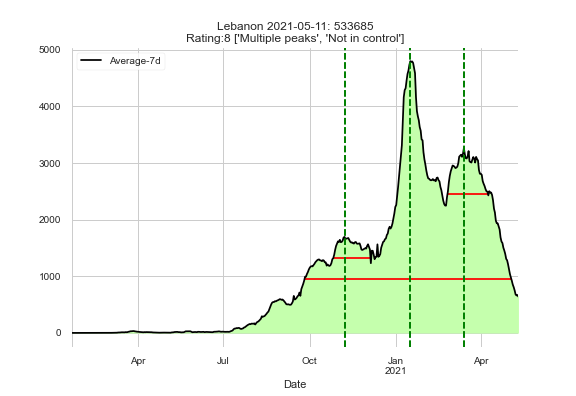 Lebanon 2021-05-11: 533685
Rating:8 ['Multiple peaks', 'Not in control']
Average-7d
5000
4000
3000
2000
1000
0
Apr
Jul
Oct
Jan
2021
Apr
Date